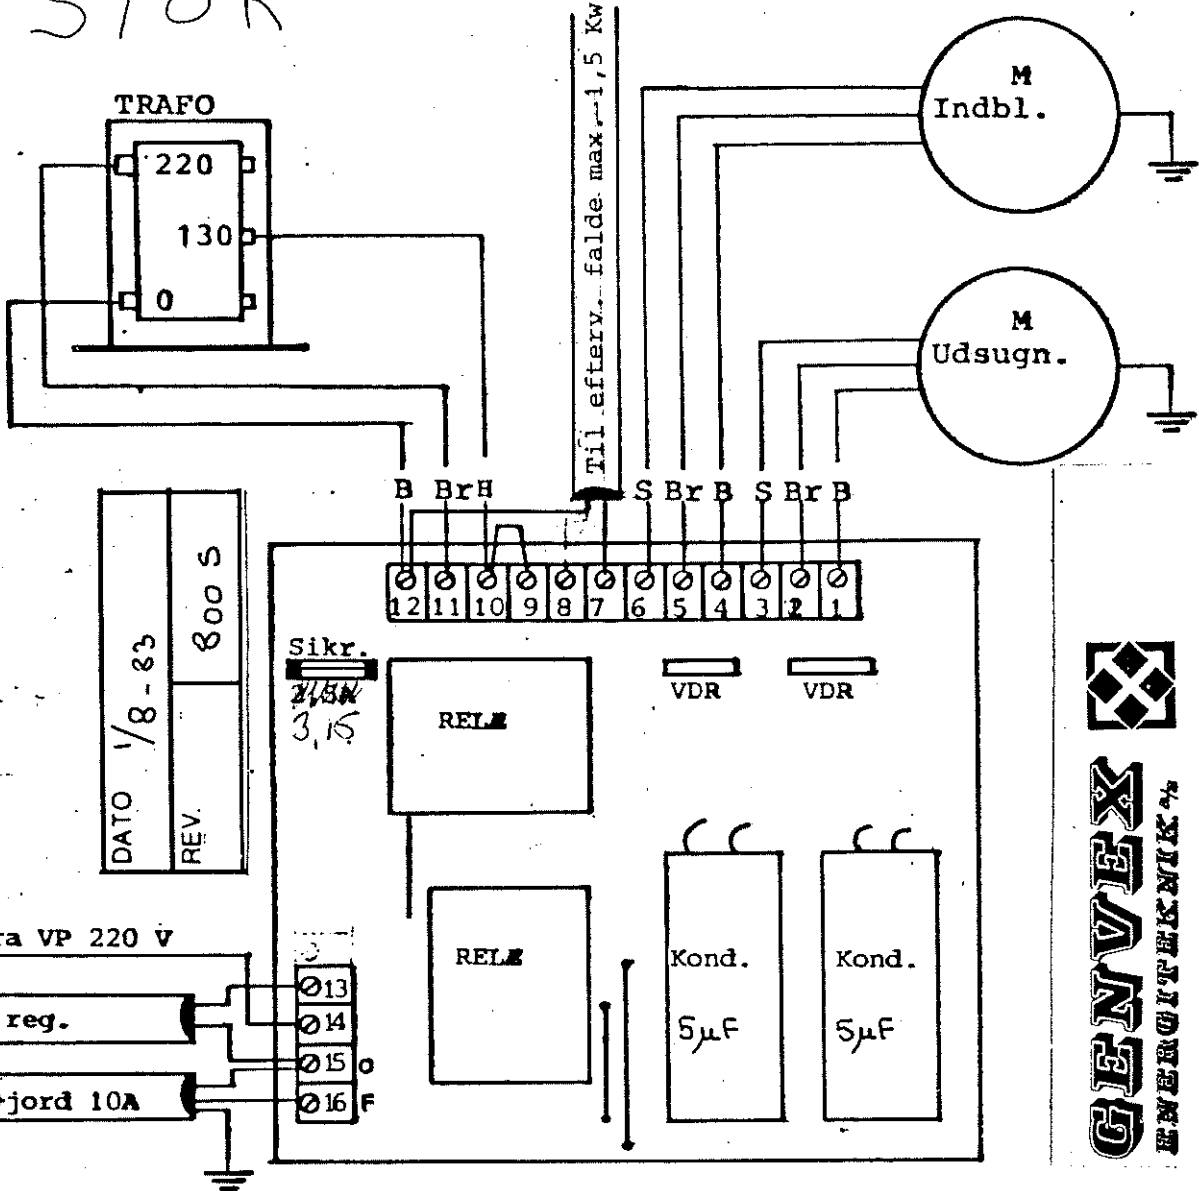 STOR
TRAFO
220
130
0
Til efterv. falde max. 1,5 Kw
M
Indbl.
M
Udsugn.
B Br H S Br B S Br B
12 11 10 9 8 7 6 5 4 3 2 1
DATO 1/8-83
REV. 800 S
Sikr.
3,15
RELÆ
VDR
VDR
RELÆ
Kond.
5µF
Kond.
5µF
VP 220 V
reg.
jord 10A
13
14
15 O
16 F
GENVEX
ENERGITEKNIK a/s